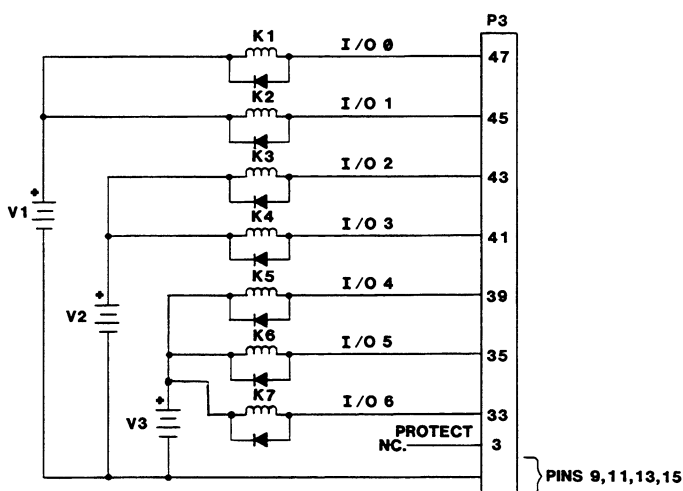 P3
K1
I/O 0
47
K2
I/O 1
45
K3
I/O 2
43
V1
+
K4
I/O 3
41
K5
I/O 4
39
V2
+
K6
I/O 5
35
K7
I/O 6
33
V3
+
PROTECT
NC.
3
PINS 9,11,13,15